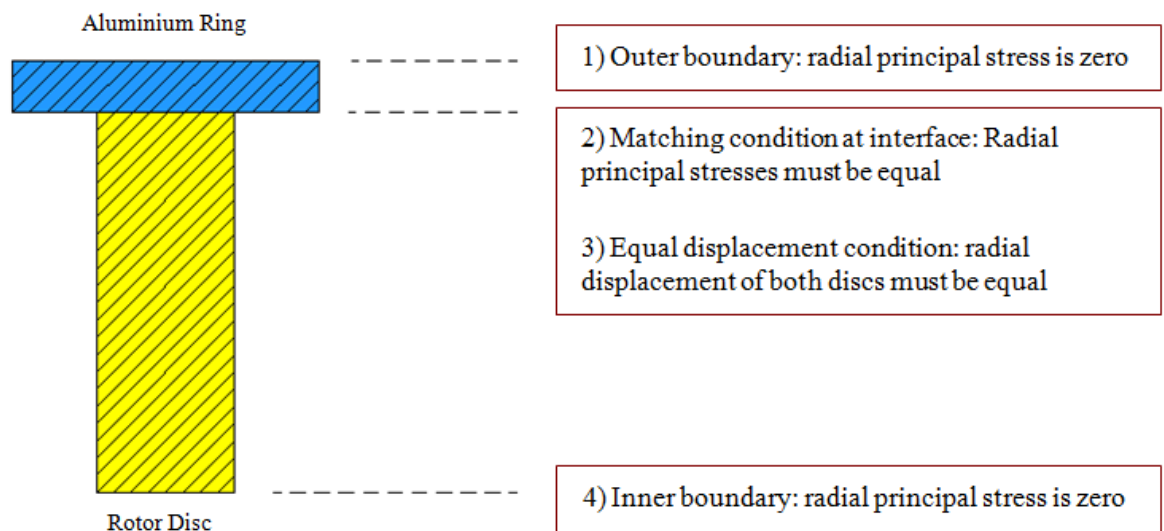 Aluminium Ring
1) Outer boundary: radial principal stress is zero
2) Matching condition at interface: Radial
principal stresses must be equal
3) Equal displacement condition: radial
displacement of both discs must be equal
4) Inner boundary: radial principal stress is zero
Rotor Disc